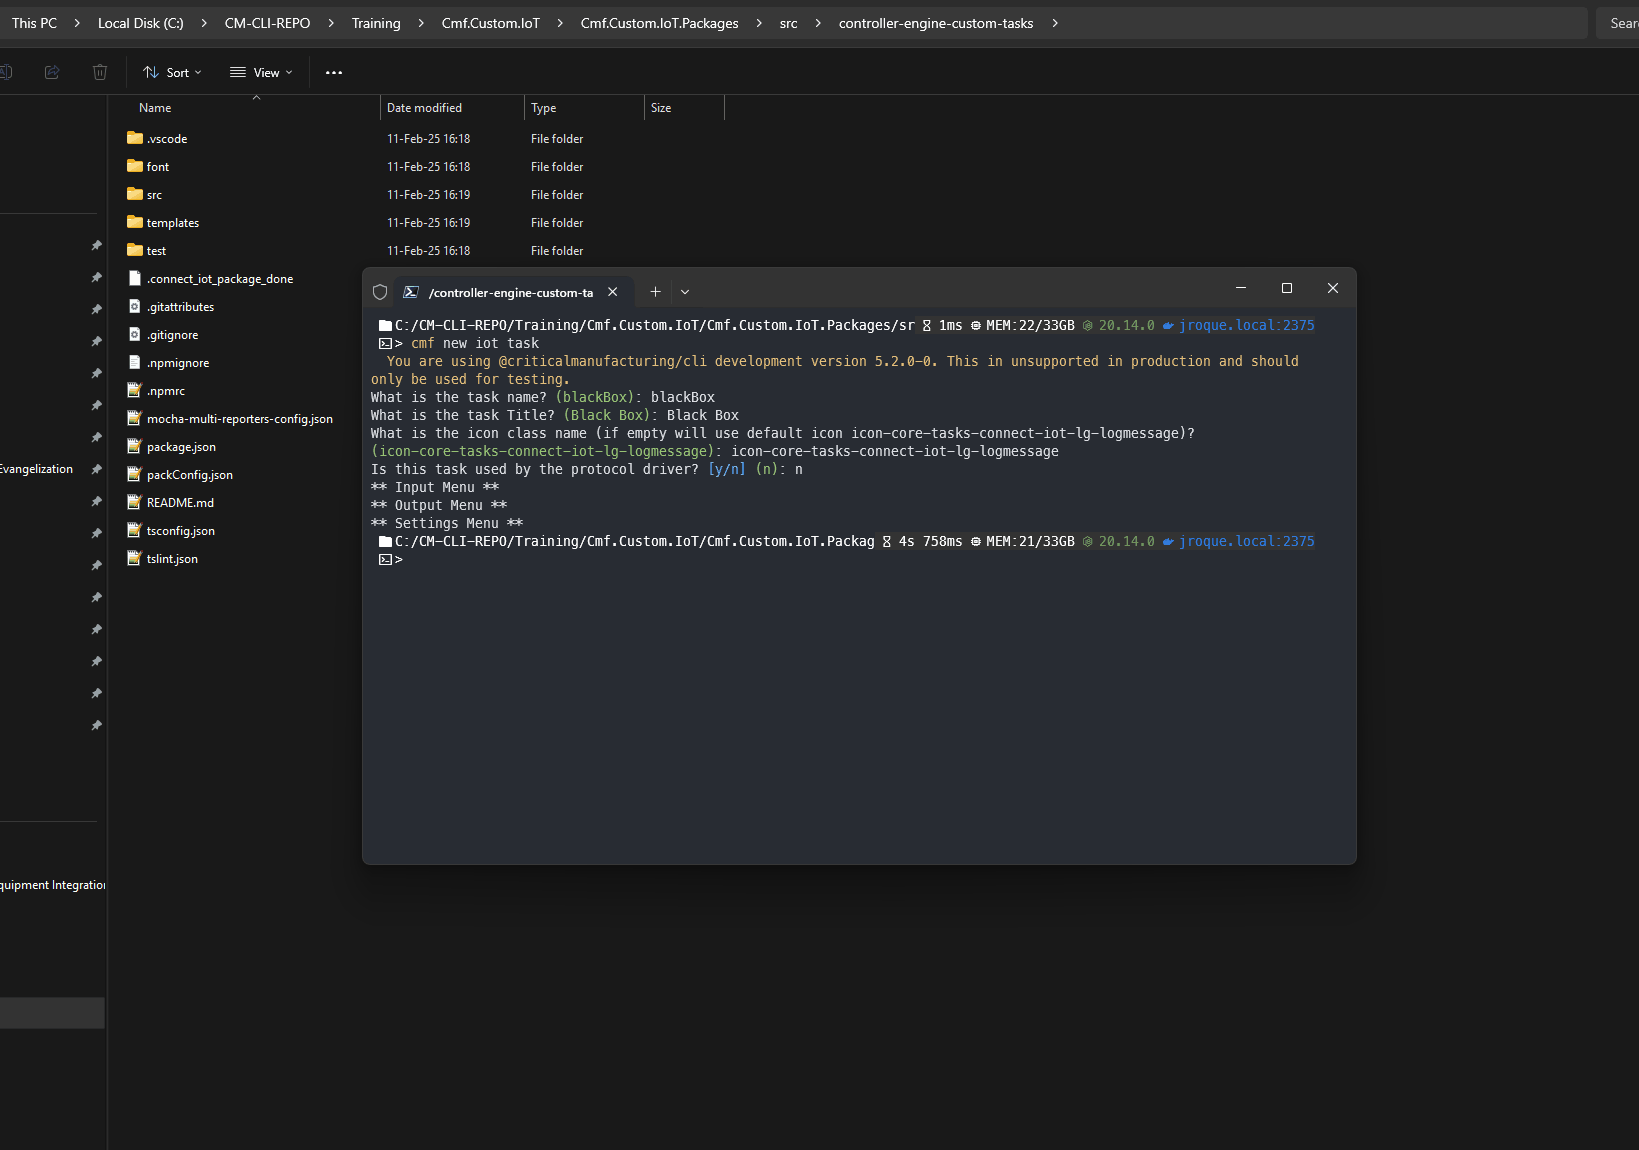 This PC > Local Disk (C:) > CM-CLI-REPO > Training > Cmf.Custom.IoT > Cmf.Custom.IoT.Packages > src > controller-engine-custom-tasks >
Sear
Sort View ...
Name Date modified Type Size
.vscode 11-Feb-25 16:18 File folder
font 11-Feb-25 16:18 File folder
src 11-Feb-25 16:19 File folder
templates 11-Feb-25 16:19 File folder
test 11-Feb-25 16:18 File folder
.connect_iot_package_done
.gitattributes
.gitignore
.npmignore
.npmrc
mocha-multi-reporters-config.json
package.json
Evangelization
packConfig.json
README.md
tsconfig.json
tslint.json
quipment Integration
/controller-engine-custom-ta
C:/CM-CLI-REPO/Training/Cmf.Custom.IoT/Cmf.Custom.IoT.Packages/sr 1ms MEM:22/33GB 20.14.0 jroque.local:2375
> cmf new iot task
You are using @criticalmanufacturing/cli development version 5.2.0-0. This in unsupported in production and should
only be used for testing.
What is the task name? (blackBox): blackBox
What is the task Title? (Black Box): Black Box
What is the icon class name (if empty will use default icon icon-core-tasks-connect-iot-lg-logmessage)?
(icon-core-tasks-connect-iot-lg-logmessage): icon-core-tasks-connect-iot-lg-logmessage
Is this task used by the protocol driver? [y/n] (n): n
** Input Menu **
** Output Menu **
** Settings Menu **
C:/CM-CLI-REPO/Training/Cmf.Custom.IoT/Cmf.Custom.IoT.Packag 4s 758ms MEM:21/33GB 20.14.0 jroque.local:2375
>